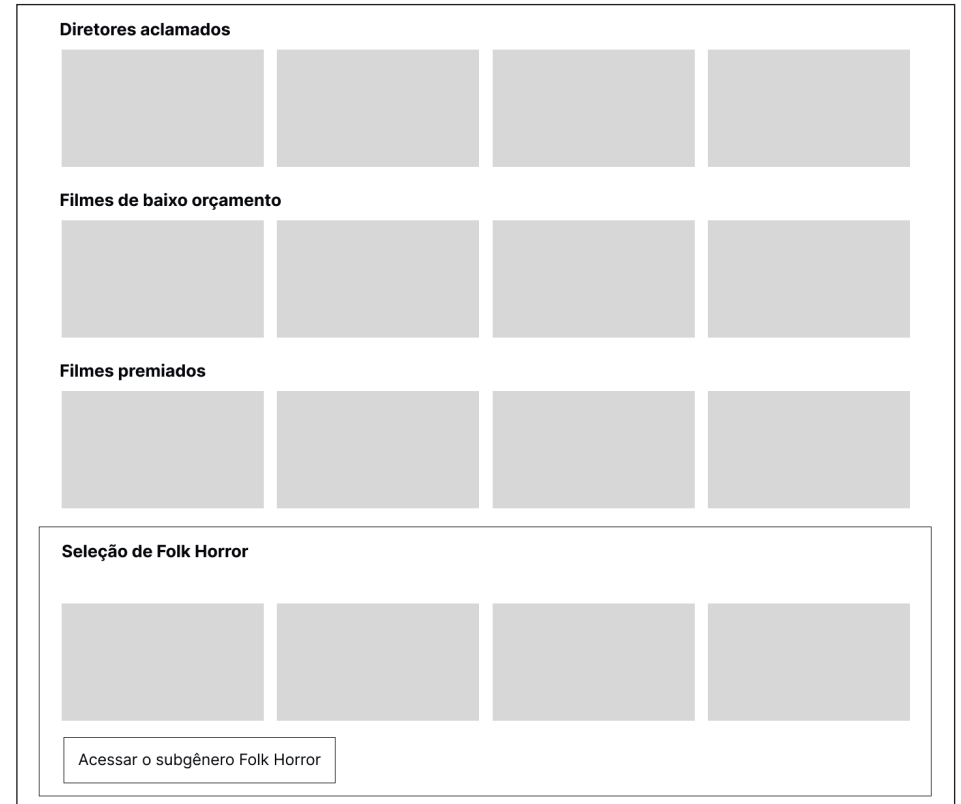 Diretores aclamados
Filmes de baixo orçamento
Filmes premiados
Seleção de Folk Horror
Acessar o subgênero Folk Horror